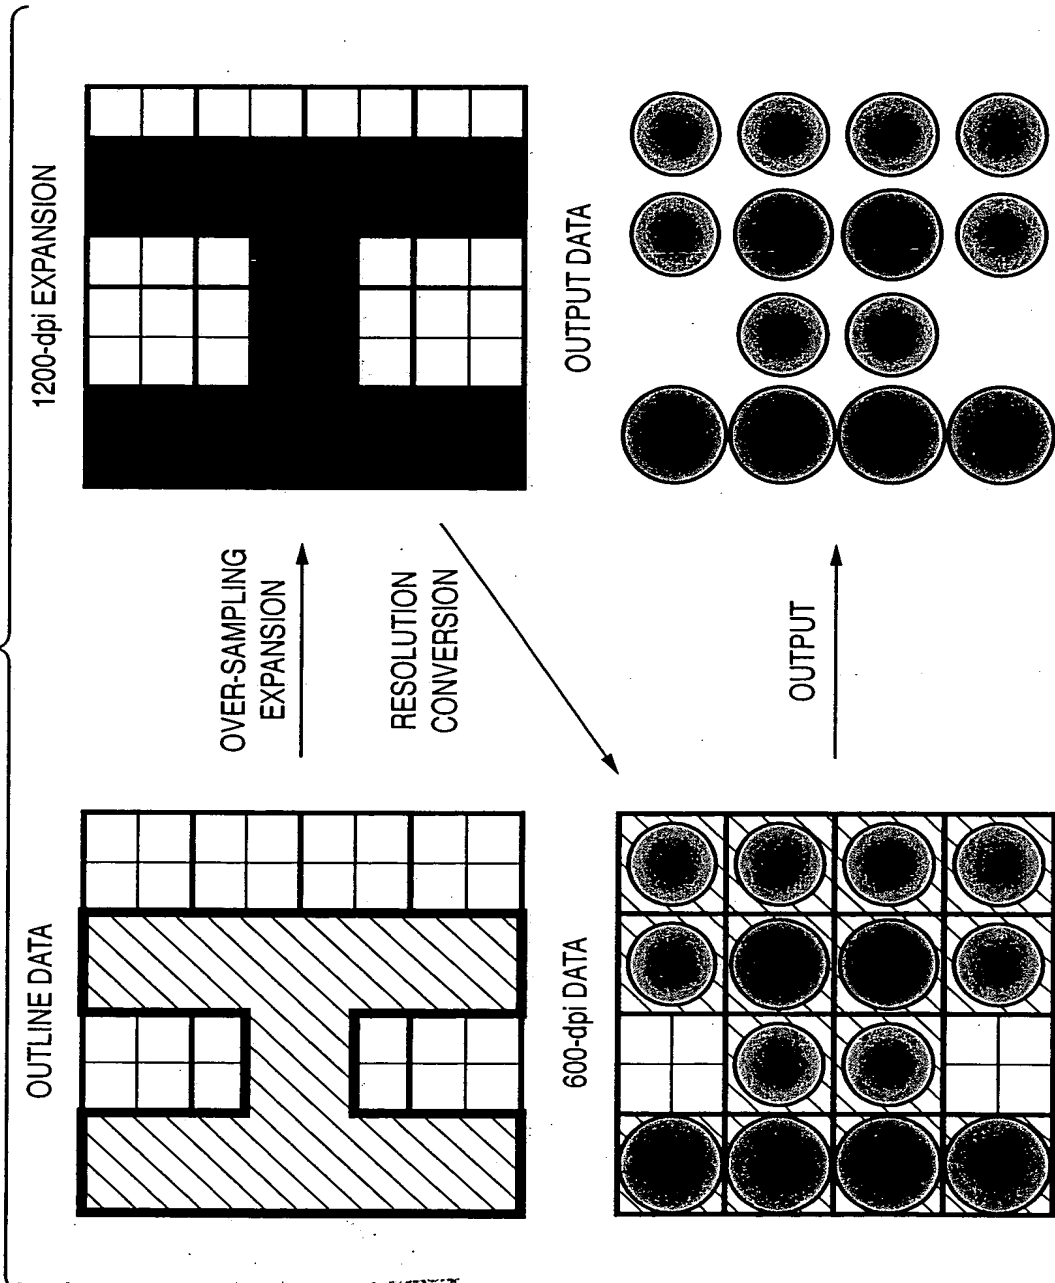 OUTLINE DATA
OVER-SAMPLING
EXPANSION
1200-dpi EXPANSION
RESOLUTION
CONVERSION
600-dpi DATA
OUTPUT
OUTPUT DATA